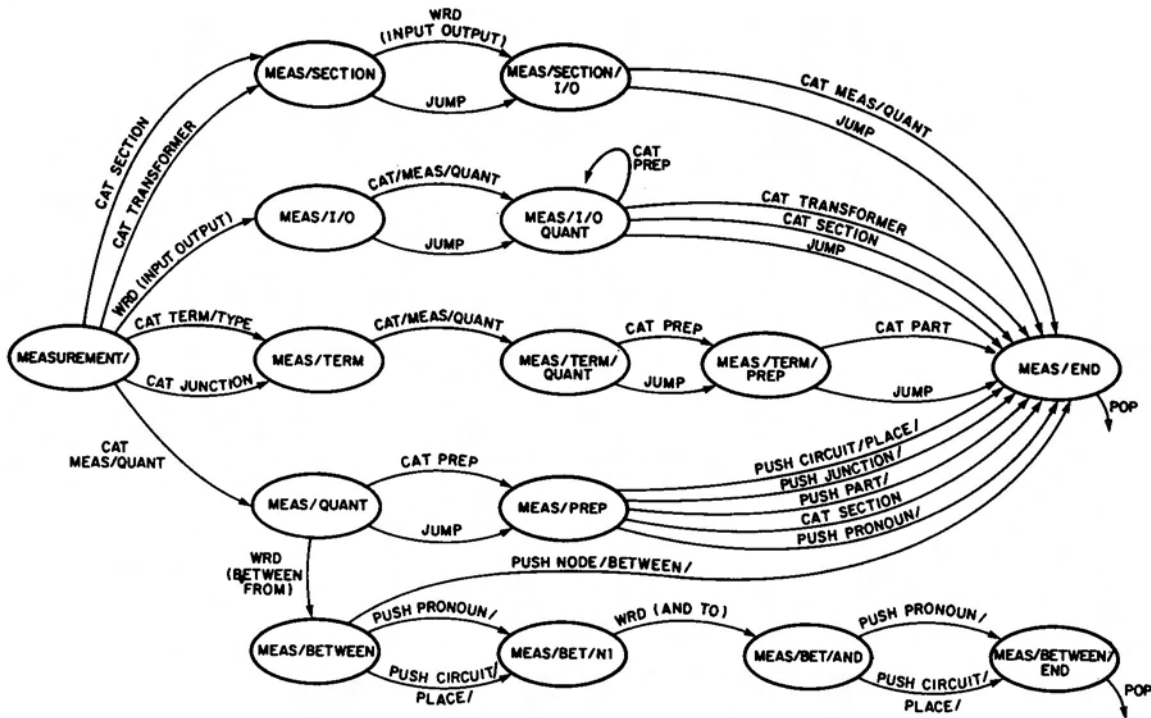 WRD
(INPUT OUTPUT)
MEAS/SECTION
MEAS/SECTION/
I/O
JUMP
CAT MEAS/QUANT
JUMP
CAT SECTION
CAT TRANSFORMER
WRD (INPUT OUTPUT)
CAT/MEAS/QUANT
CAT
PREP
MEAS/I/O
MEAS/I/O
QUANT
JUMP
CAT TRANSFORMER
CAT SECTION
JUMP
MEASUREMENT/
CAT TERM/TYPE
CAT JUNCTION
MEAS/TERM
CAT/MEAS/QUANT
MEAS/TERM/
QUANT
CAT PREP
JUMP
MEAS/TERM/
PREP
CAT PART
JUMP
MEAS/END
POP
CAT
MEAS/QUANT
MEAS/QUANT
CAT PREP
JUMP
MEAS/PREP
PUSH CIRCUIT/PLACE/
PUSH JUNCTION/
PUSH PART/
CAT SECTION
PUSH PRONOUN/
WRD
(BETWEEN
FROM)
PUSH NODE/BETWEEN/
MEAS/BETWEEN
PUSH PRONOUN/
PUSH CIRCUIT/
PLACE/
MEAS/BET/N1
WRD (AND TO)
MEAS/BET/AND
PUSH PRONOUN/
PUSH CIRCUIT/
PLACE/
MEAS/BETWEEN/
END
POP